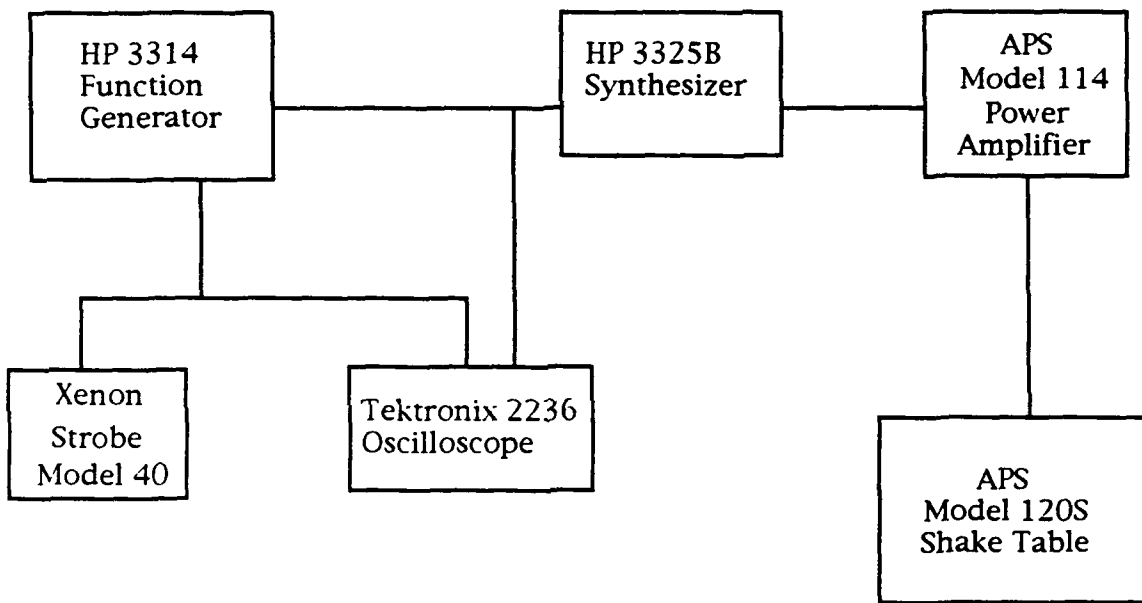 HP 3314
Function
Generator
HP 3325B
Synthesizer
APS
Model 114
Power
Amplifier
Xenon
Strobe
Model 40
Tektronix 2236
Oscilloscope
APS
Model 120S
Shake Table